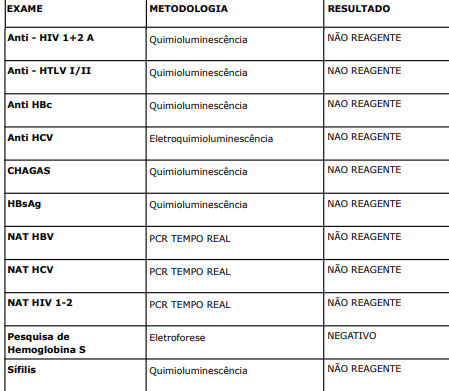 EXAME METODOLOGIA RESULTADO
Anti - HIV 1+2 A Quimioluminescência NÃO REAGENTE
Anti - HTLV I/II Quimioluminescência NAO REAGENTE
Anti HBc Quimioluminescência NAO REAGENTE
Anti HCV Eletroquimioluminescência NAO REAGENTE
CHAGAS Quimioluminescência NAO REAGENTE
HBsAg Quimioluminescência NAO REAGENTE
NAT HBV PCR TEMPO REAL NÃO REAGENTE
NAT HCV PCR TEMPO REAL NÃO REAGENTE
NAT HIV 1-2 PCR TEMPO REAL NÃO REAGENTE
Pesquisa de Eletroforese NEGATIVO
Hemoglobina S
Sífilis Quimioluminescência NÃO REAGENTE